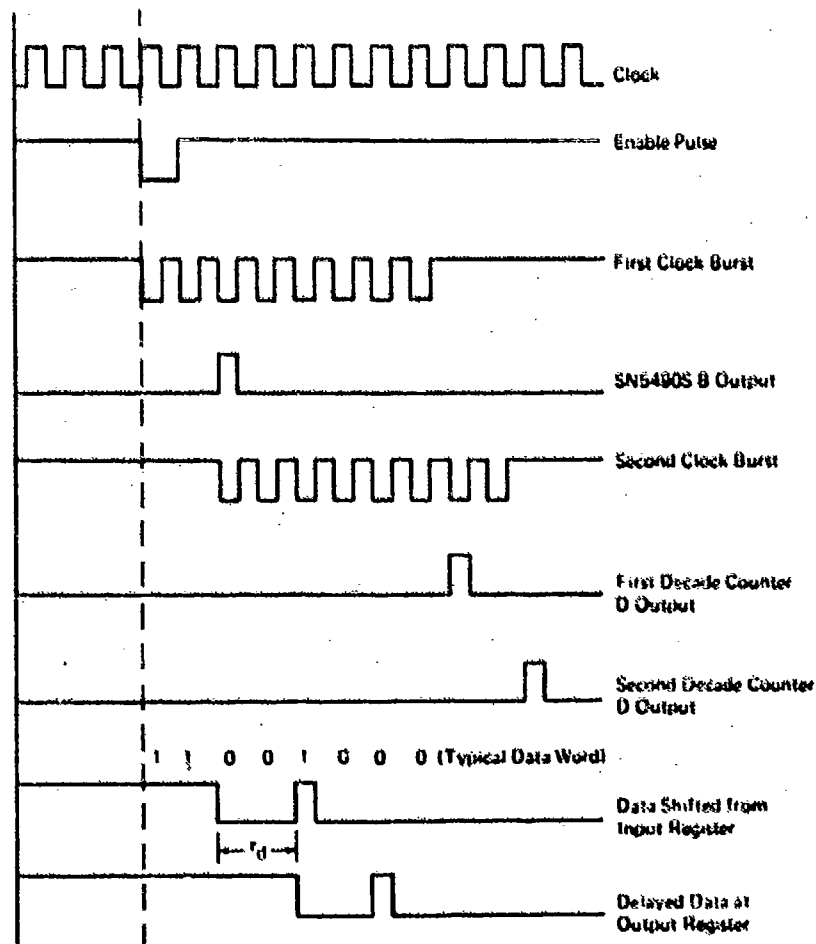 Clock
Enable Pulse
First Clock Burst
SN5490S B Output
Second Clock Burst
First Decade Counter
D Output
Second Decade Counter
D Output
1 1 0 0 1 0 0 0 (Typical Data Word)
Data Shifted from
Input Register
rd
Delayed Data at
Output Register